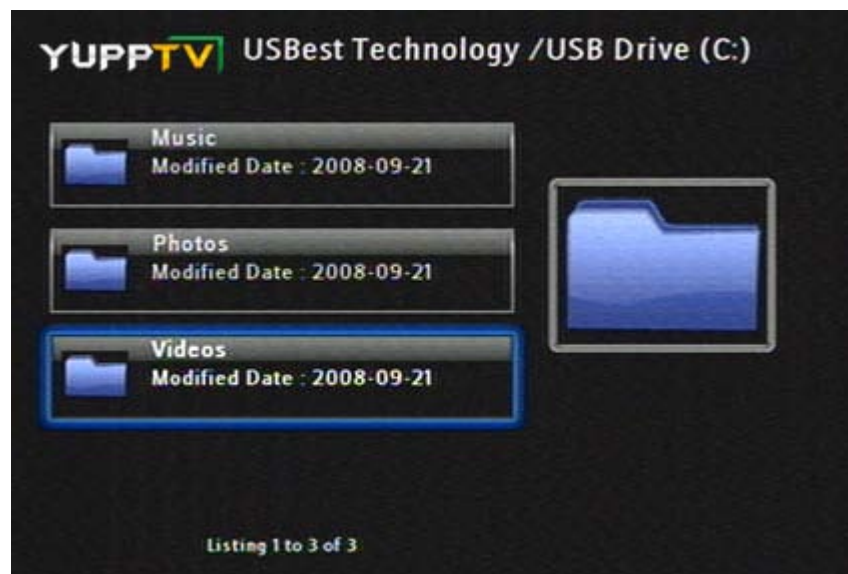 YUPPTV USBest Technology /USB Drive (C:)
Music
Modified Date : 2008-09-21
Photos
Modified Date : 2008-09-21
Videos
Modified Date : 2008-09-21
Listing 1 to 3 of 3